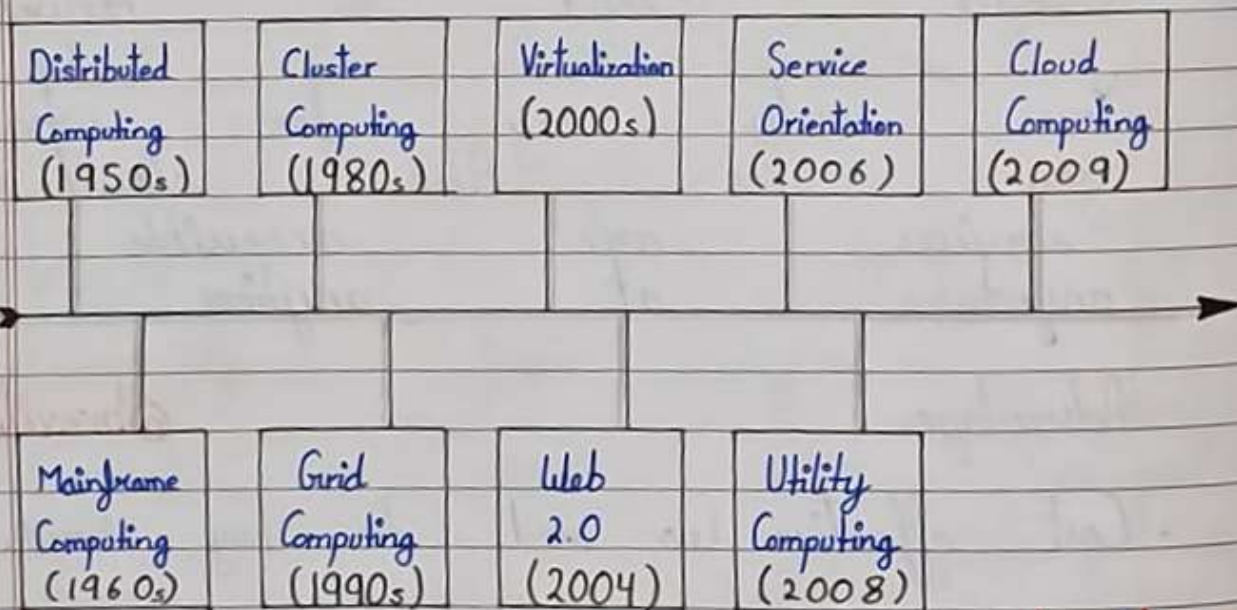 Distributed
Computing
(1950s)
Cluster
Computing
(1980s)
Virtualization
(2000s)
Service
Orientation
(2006)
Cloud
Computing
(2009)
Mainframe
Computing
(1960s)
Grid
Computing
(1990s)
Web
2.0
(2004)
Utility
Computing
(2008)